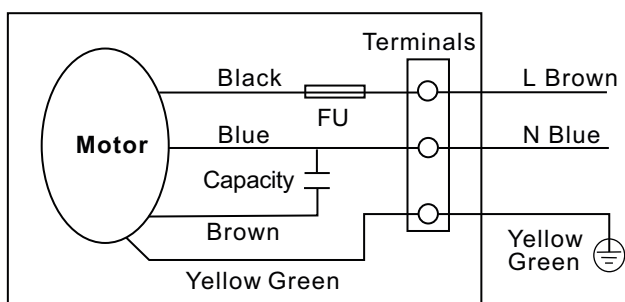 Terminals
Black
L Brown
FU
Blue
N Blue
Motor
Capacity
Brown
Yellow
Green
Yellow Green